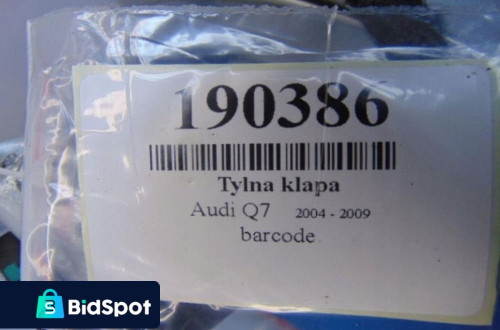 190386
Tylna klapa
Audi Q7 2004 - 2009
barcode
BidSpot